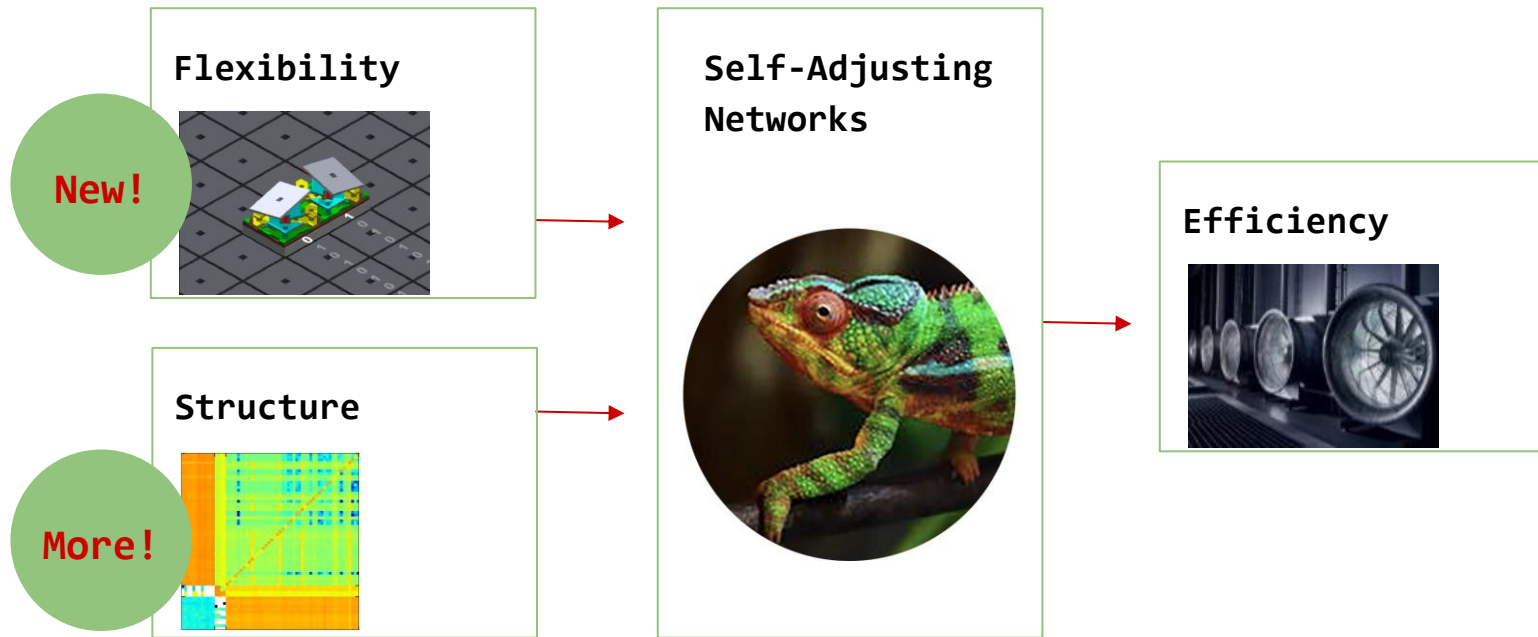 Flexibility
New!
Self-Adjusting
Networks
Efficiency
Structure
More!